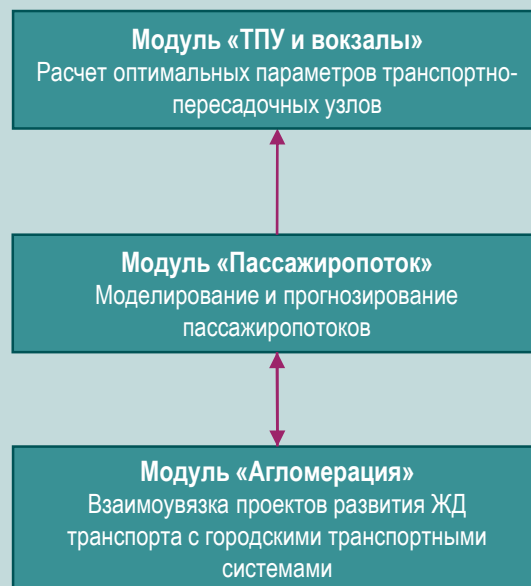 Модуль «ТПУ и вокзалы»
Расчет оптимальных параметров транспортно-
пересадочных узлов
Модуль «Пассажиропоток»
Моделирование и прогнозирование
пассажиропотоков
Модуль «Агломерация»
Взаимоувязка проектов развития ЖД
транспорта с городскими транспортными
системами